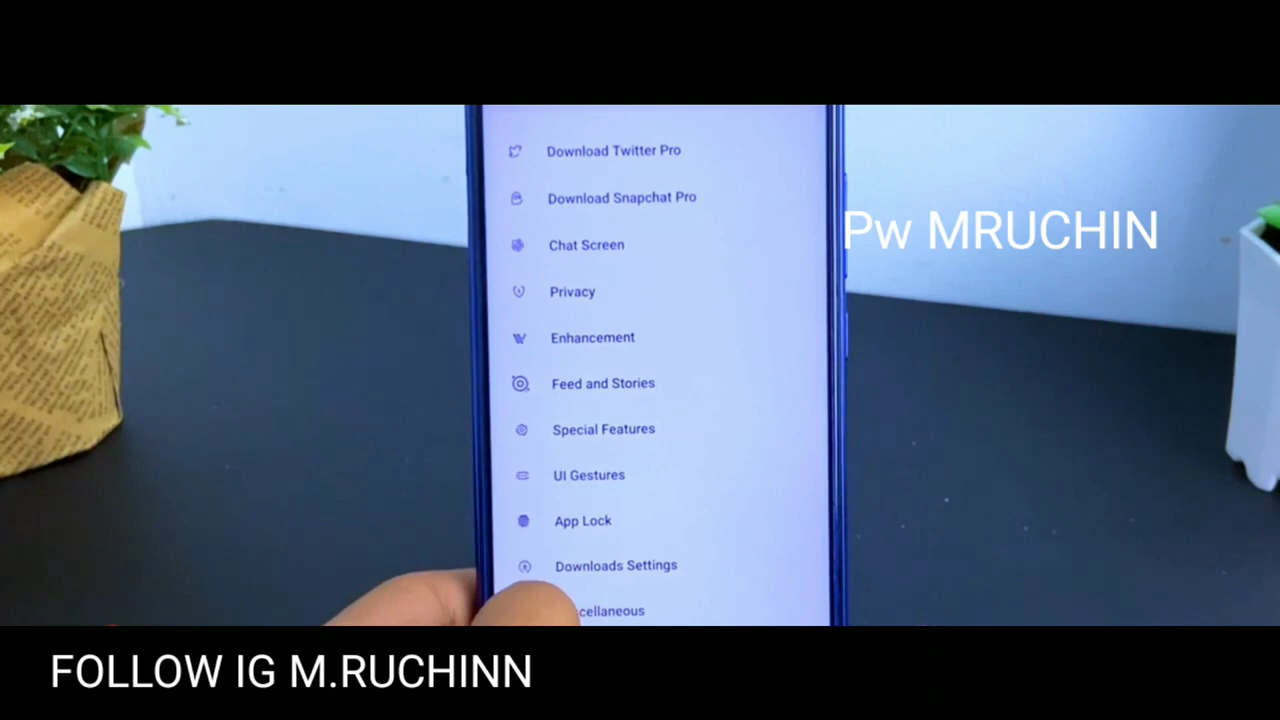 Download Twitter Pro
Download Snapchat Pro
Chat Screen
Privacy
Enhancement
Feed and Stories
Special Features
UI Gestures
App Lock
Downloads Settings
cellaneous
Pw MRUCHIN
FOLLOW IG M.RUCHINN